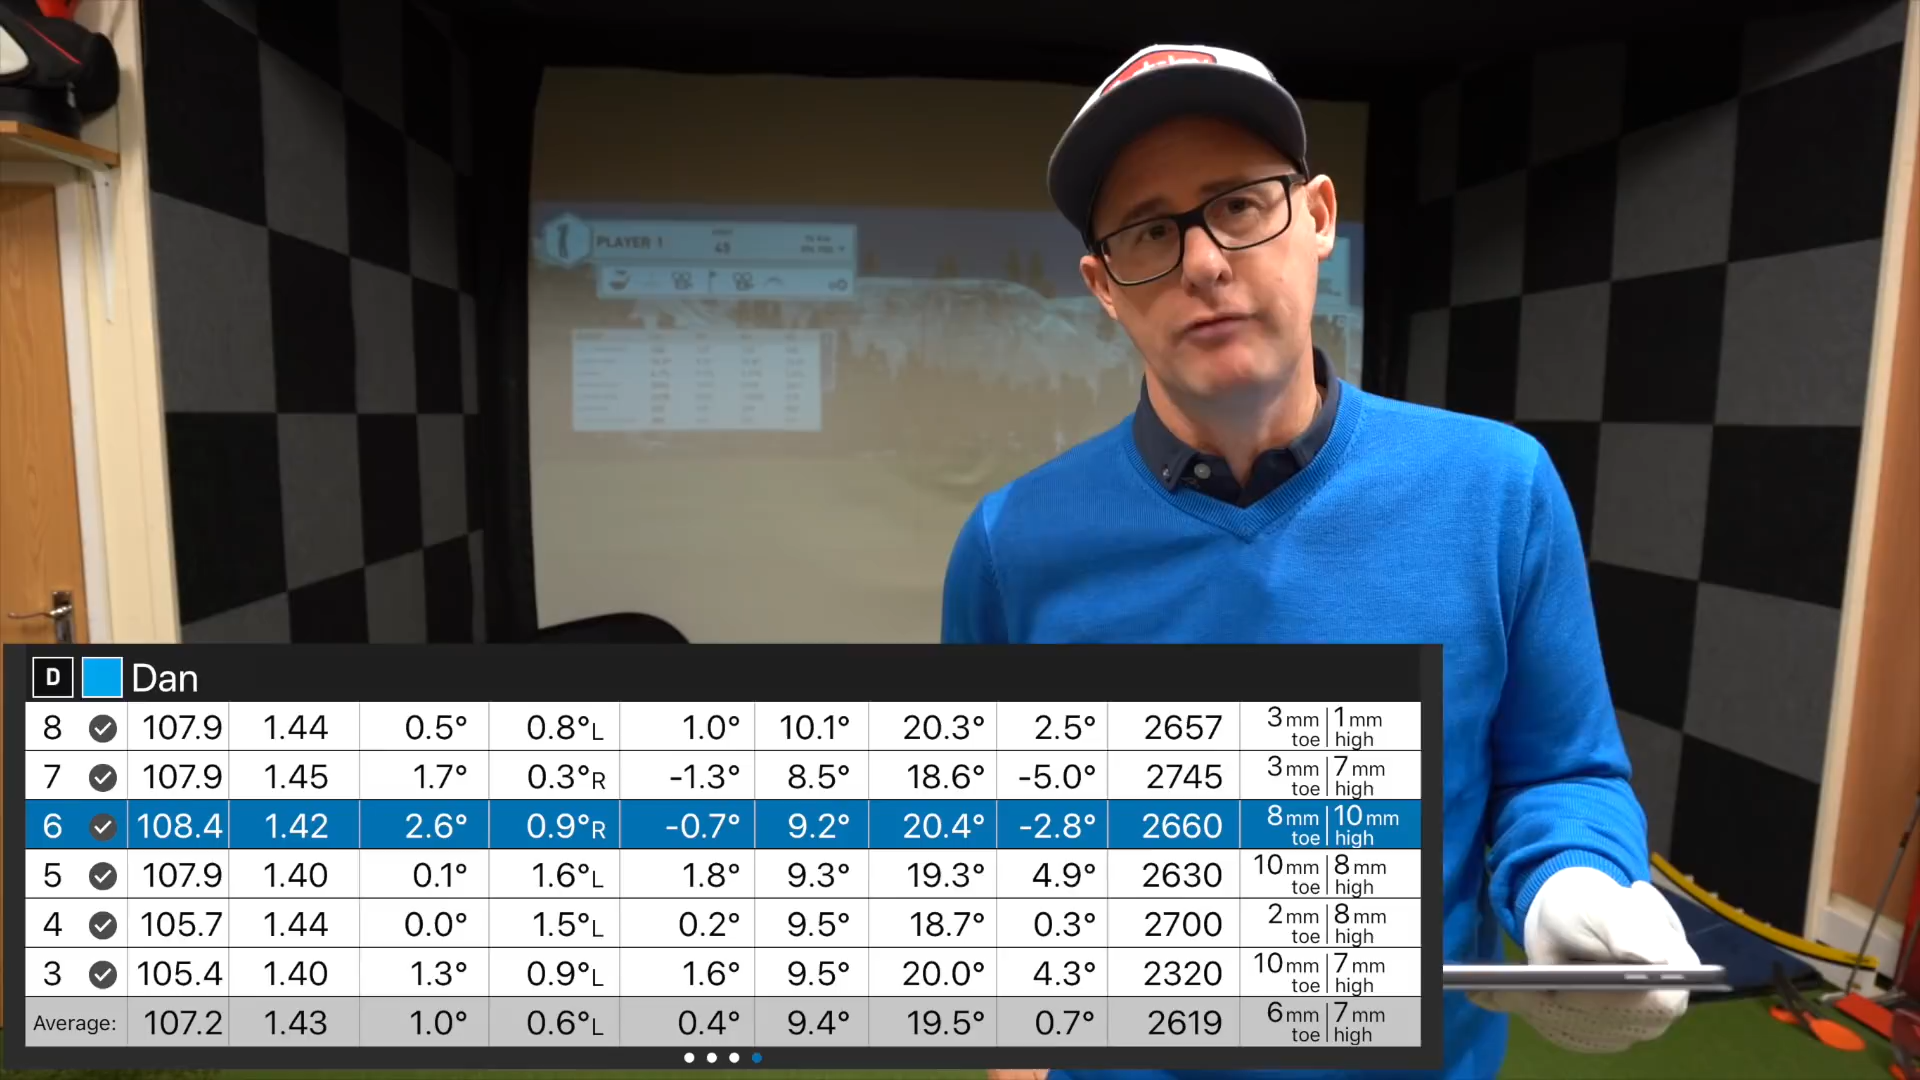 PLAYER 1
49
D Dan
8 107.9 1.44 0.5° 0.8°L 1.0° 10.1° 20.3° 2.5° 2657 3mm toe 1mm high
7 107.9 1.45 1.7° 0.3°R -1.3° 8.5° 18.6° -5.0° 2745 3mm toe 7mm high
6 108.4 1.42 2.6° 0.9°R -0.7° 9.2° 20.4° -2.8° 2660 8mm toe 10mm high
5 107.9 1.40 0.1° 1.6°L 1.8° 9.3° 19.3° 4.9° 2630 10mm toe 8mm high
4 105.7 1.44 0.0° 1.5°L 0.2° 9.5° 18.7° 0.3° 2700 2mm toe 8mm high
3 105.4 1.40 1.3° 0.9°L 1.6° 9.5° 20.0° 4.3° 2320 10mm toe 7mm high
Average: 107.2 1.43 1.0° 0.6°L 0.4° 9.4° 19.5° 0.7° 2619 6mm toe 7mm high